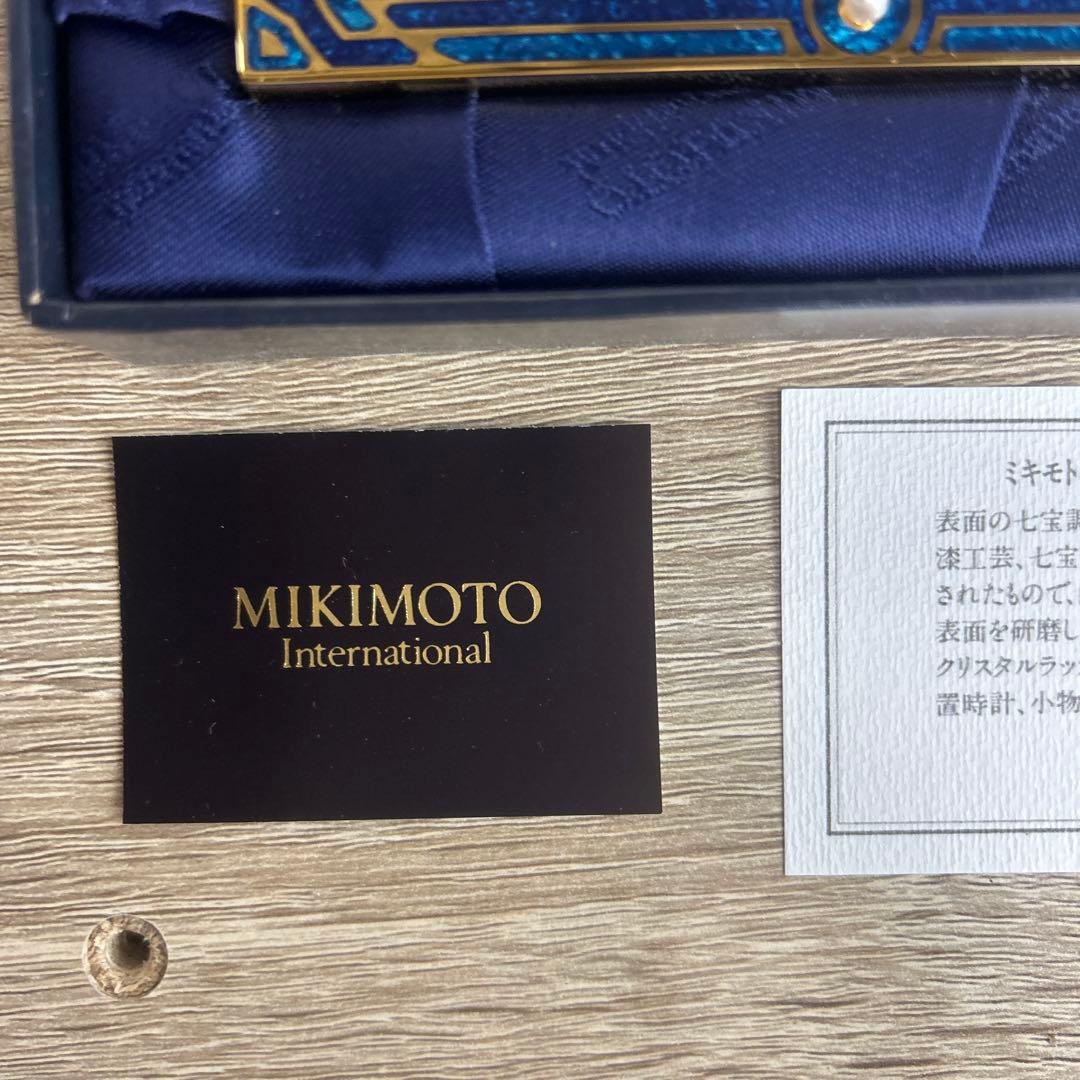 MIKIMOTO
International
ミキモト
表面の七宝調
漆工芸、七宝
されたもので、
表面を研磨し
クリスタルラッ
置時計、小物